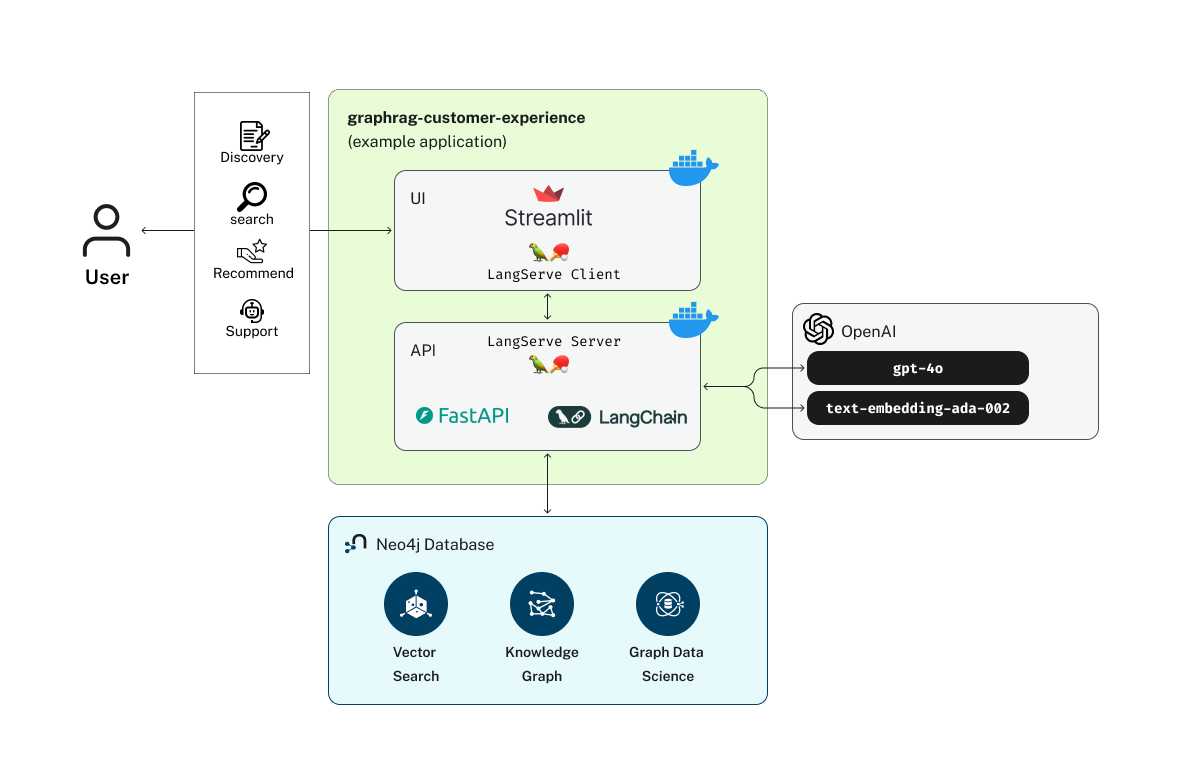 User
Discovery
search
Recommend
Support
graphrag-customer-experience
(example application)
UI
Streamlit
LangServe Client
API
LangServe Server
FastAPI
LangChain
OpenAI
gpt-4o
text-embedding-ada-002
Neo4j Database
Vector
Search
Knowledge
Graph
Graph Data
Science